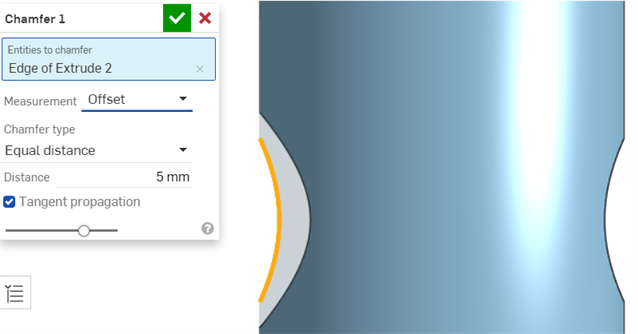 Chamfer 1
Entities to chamfer
Edge of Extrude 2
Measurement Offset
Chamfer type
Equal distance
Distance 5 mm
Tangent propagation